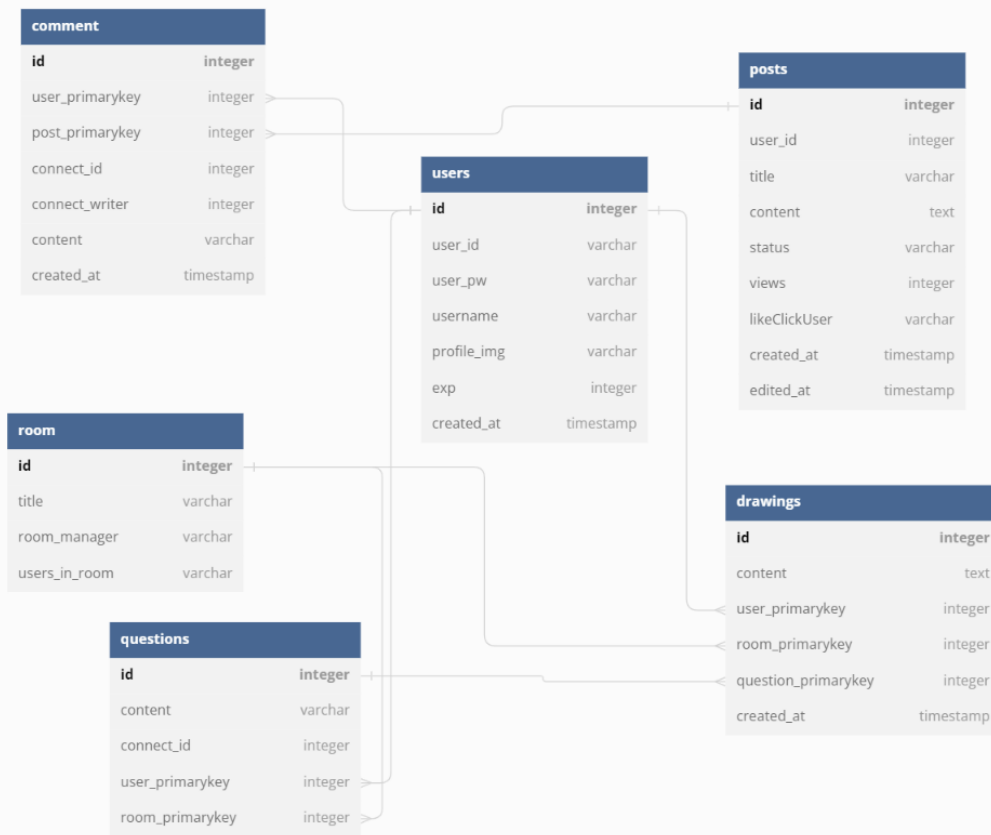 comment
id integer
user_primarykey integer
post_primarykey integer
connect_id integer
connect_writer integer
content varchar
created_at timestamp
posts
id integer
user_id integer
title varchar
content text
status varchar
views integer
likeClickUser varchar
created_at timestamp
edited_at timestamp
users
id integer
user_id varchar
user_pw varchar
username varchar
profile_img varchar
exp integer
created_at timestamp
room
id integer
title varchar
room_manager varchar
users_in_room varchar
drawings
id integer
content text
user_primarykey integer
room_primarykey integer
question_primarykey integer
created_at timestamp
questions
id integer
content varchar
connect_id integer
user_primarykey integer
room_primarykey integer